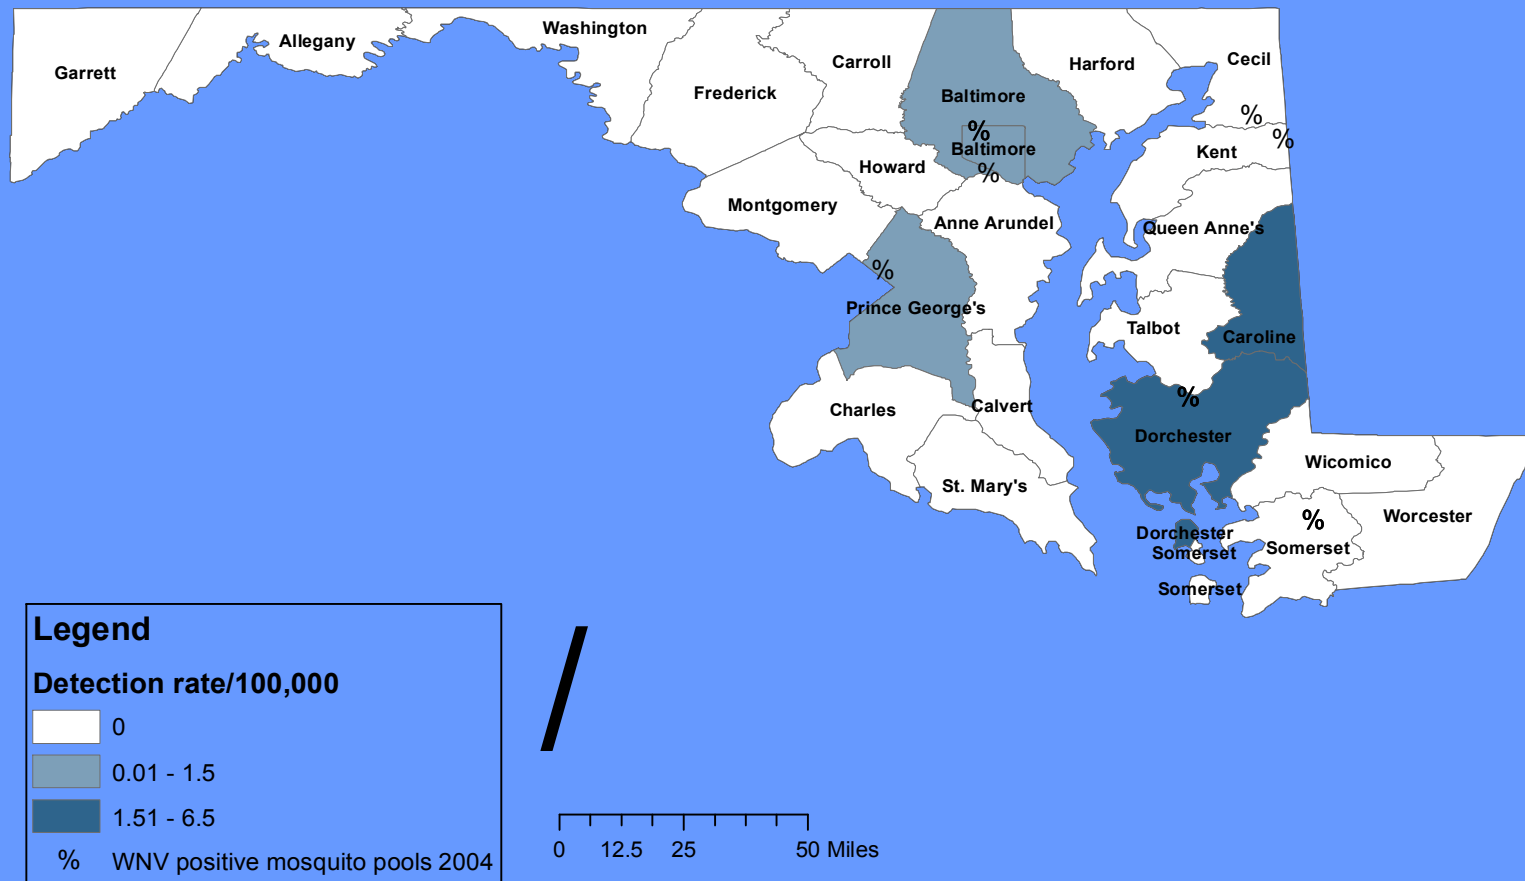 Washington
Allegany
Garrett
Carroll
Harford
Cecil
Frederick
Baltimore
%
%
%
Baltimore
Kent
Howard
%
Montgomery
Anne Arundel
Queen Anne's
%
Prince George's
Talbot
Caroline
%
Charles
Calvert
Dorchester
Wicomico
St. Mary's
Worcester
%
Dorchester
Somerset
Somerset
Somerset
Legend
Detection rate/100,000
0
0.01 - 1.5
1.51 - 6.5
% WNV positive mosquito pools 2004
/
0 12.5 25 50 Miles